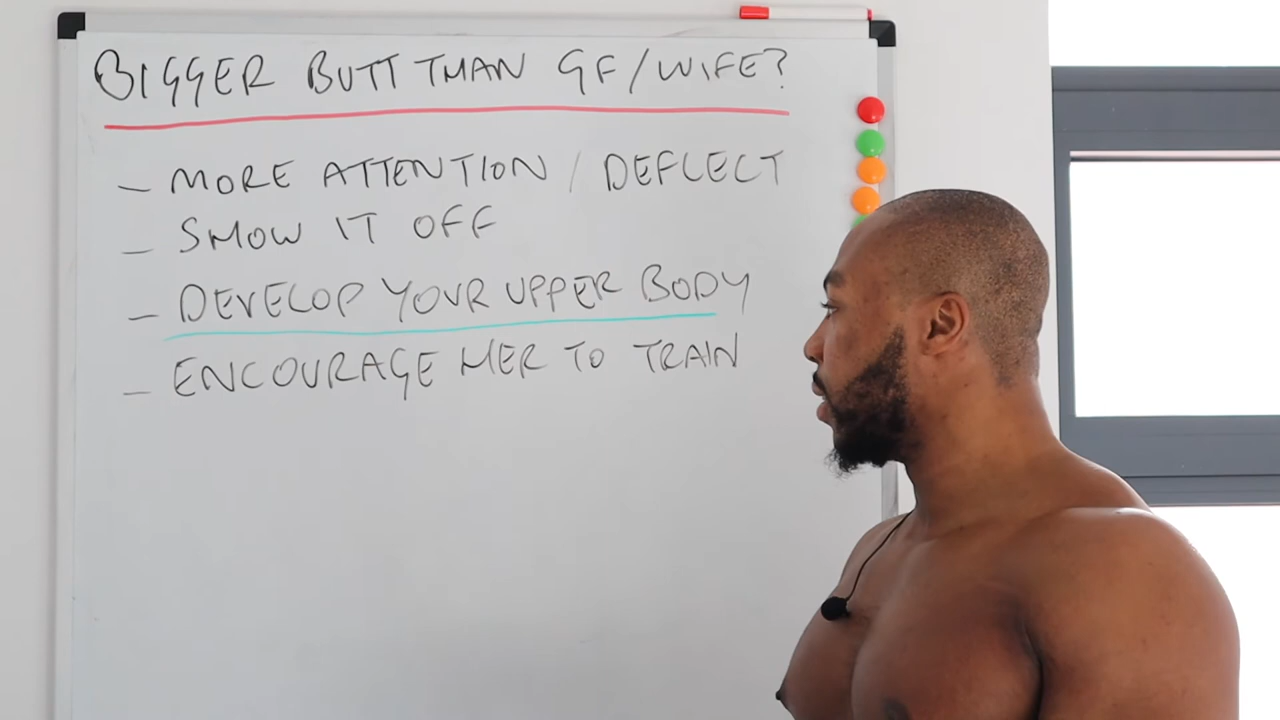 BIGGER BUTT THAN GF/WIFE?
- MORE ATTENTION / DEFLECT
- SHOW IT OFF
- DEVELOP YOUR UPPER BODY
- ENCOURAGE HER TO TRAIN